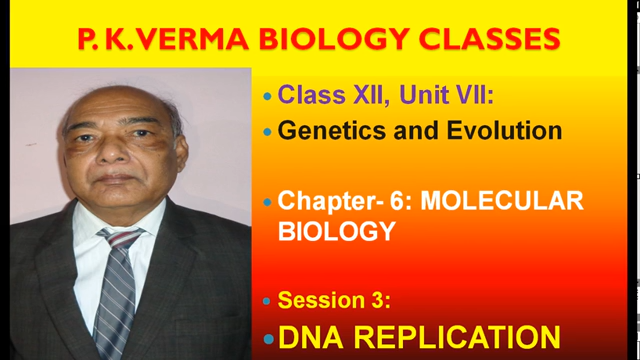 P. K. VERMA BIOLOGY CLASSES
• Class XII, Unit VII:
• Genetics and Evolution
• Chapter- 6: MOLECULAR
BIOLOGY
• Session 3:
• DNA REPLICATION